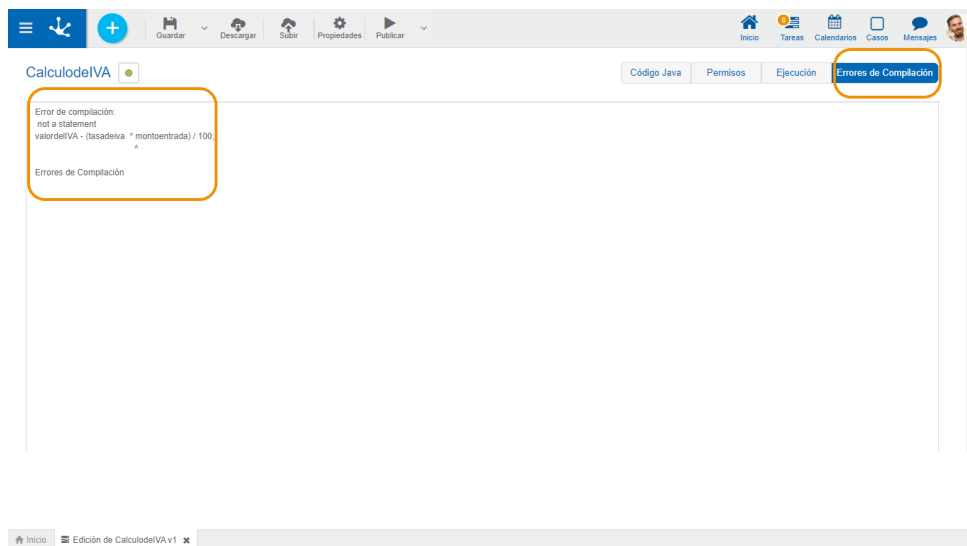 Guardar
Descargar
Subir
Propiedades
Publicar
Inicio
Tareas
Calendarios
Casos
Mensajes
CalculodeIVA
Código Java
Permisos
Ejecución
Errores de Compilación
Error de compilación:
not a statement
valordelIVA - (tasadeiva * montoentrada) / 100;
^
Errores de Compilación
Inicio
Edición de CalculodeIVA v1